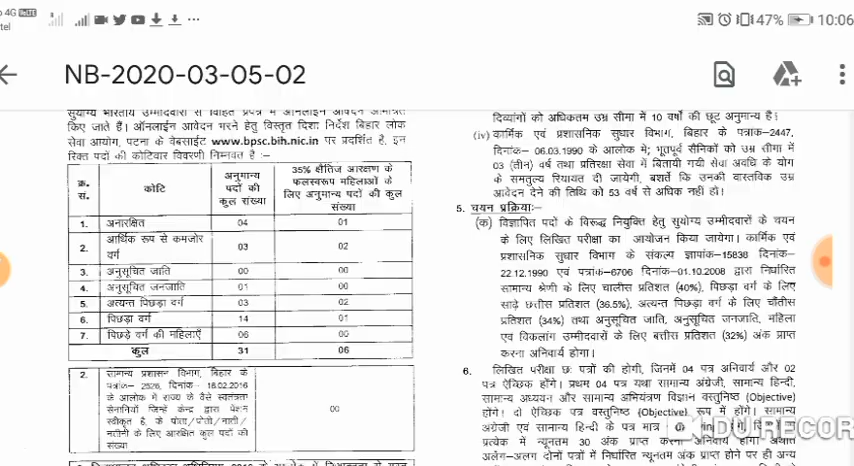 4G VoLTE
47% 10:06
NB-2020-03-05-02
सुयोग्य भारतीय उम्मीदवारों से विहित प्रपत्र में ऑनलाइन आवेदन आमंत्रित
किए जाते हैं। ऑनलाईन आवेदन भरने हेतु विस्तृत दिशा निर्देश बिहार लोक
सेवा आयोग, पटना के वेबसाईट www.bpsc.bih.nic.in पर प्रदर्शित है, इन
रिक्त पदों की कोटिवार विवरणी निम्नवत है :-
क्र. सं. कोटि अनुमान्य पदों की कुल संख्या 35% क्षैतिज आरक्षण के फलस्वरूप महिलाओं के लिए अनुमान्य पदों की कुल संख्या
1. अनारक्षित 04 01
2. आर्थिक रूप से कमजोर वर्ग 03 02
3. अनुसूचित जाति 00 00
4. अनुसूचित जनजाति 01 00
5. अत्यन्त पिछड़ा वर्ग 03 02
6. पिछड़ा वर्ग 14 01
7. पिछड़े वर्ग की महिलाएँ 06 00
कुल 31 06
2. सामान्य प्रशासन विभाग, बिहार के
पत्रांक- 2526, दिनांक- 18.02.2016
के आलोक में राज्य के वैसे स्वतंत्रता
सेनानियों जिन्हें केन्द्र द्वारा पेंशन
स्वीकृत है, के पोता/पोती/नाती/
नतीनी के लिए आरक्षित कुल पदों की
संख्या 00
दिव्यांगों को अधिकतम उम्र सीमा में 10 वर्षों की छूट अनुमान्य है।
(iv) कार्मिक एवं प्रशासनिक सुधार विभाग, बिहार के पत्रांक-2447,
दिनांक- 06.03.1990 के आलोक में; भूतपूर्व सैनिकों को उम्र सीमा में
03 (तीन) वर्ष तथा प्रतिरक्षा सेवा में बितायी गयी सेवा अवधि के योग
के समतुल्य रियायत दी जायेगी, बशर्ते कि उनकी वास्तविक उम्र
आवेदन देने की तिथि को 53 वर्ष से अधिक नहीं हो।
5. चयन प्रक्रिया:-
(क) विज्ञापित पदों के विरूद्ध नियुक्ति हेतु सुयोग्य उम्मीदवारों के चयन
के लिए लिखित परीक्षा का आयोजन किया जायेगा। कार्मिक एवं
प्रशासनिक सुधार विभाग के संकल्प ज्ञापांक-15838 दिनांक-
22.12.1990 एवं पत्रांक-6706 दिनांक-01.10.2008 द्वारा निर्धारित
सामान्य श्रेणी के लिए चालीस प्रतिशत (40%), पिछड़ा वर्ग के लिए
साढ़े छत्तीस प्रतिशत (36.5%), अत्यन्त पिछड़ा वर्ग के लिए चौंतीस
प्रतिशत (34%) तथा अनुसूचित जाति, अनुसूचित जनजाति, महिला
एवं विकलांग उम्मीदवारों के लिए बत्तीस प्रतिशत (32%) अंक प्राप्त
करना अनिवार्य होगा।
6. लिखित परीक्षा छः पत्रों की होगी, जिनमें 04 पत्र अनिवार्य और 02
पत्र ऐच्छिक होंगे। प्रथम 04 पत्र यथा सामान्य अंग्रेजी, सामान्य हिन्दी,
सामान्य अध्ययन और सामान्य अभियंत्रण विज्ञान वस्तुनिष्ठ (Objective)
होंगे। दो ऐच्छिक पत्र वस्तुनिष्ठ (Objective) रूप में होंगे। सामान्य
अंग्रेजी एवं सामान्य हिन्दी के पत्र मात्र
प्रत्येक में न्यूनतम 30 अंक प्राप्त करना अनिवार्य होगा। अर्थात
अलग-अलग दोनों पत्रों में निर्धारित न्यूनतम अंक प्राप्त होने पर ही अन्य
DU RECOR